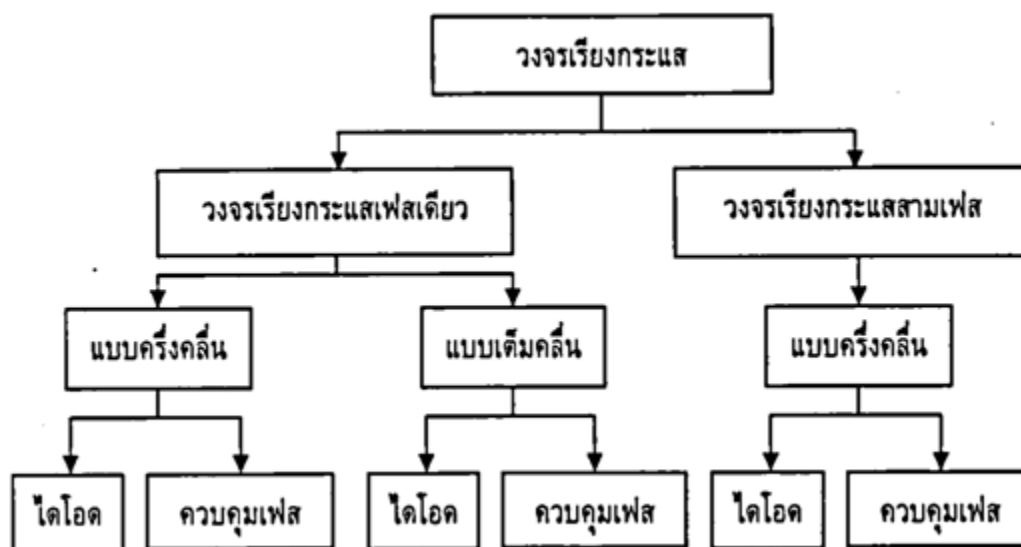 วงจรเรียงกระแส
วงจรเรียงกระแสเฟสเดียว
วงจรเรียงกระแสสามเฟส
แบบครึ่งคลื่น
แบบเต็มคลื่น
แบบครึ่งคลื่น
ไดโอด
ควบคุมเฟส
ไดโอด
ควบคุมเฟส
ไดโอด
ควบคุมเฟส